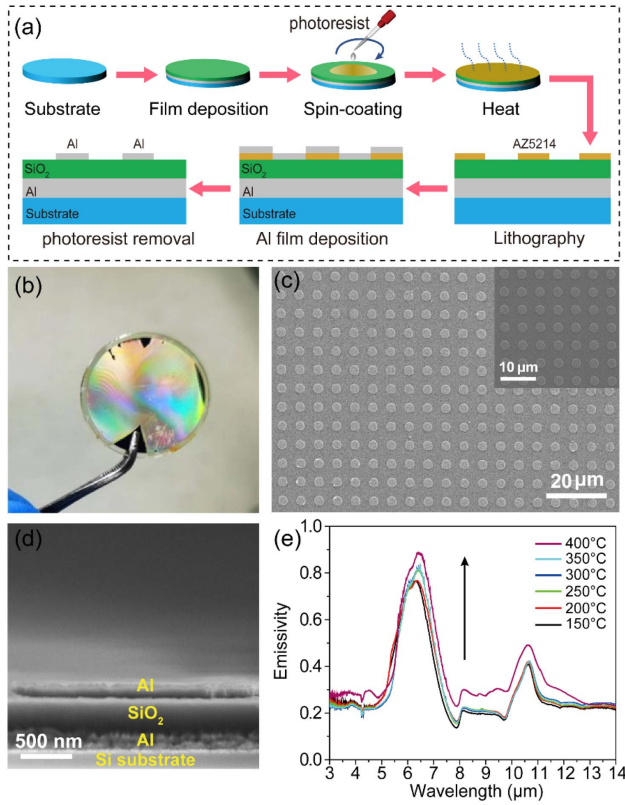 (a)
photoresist
Substrate
Film deposition
Spin-coating
Heat
Al
Al
AZ5214
SiO₂
Al
Substrate
SiO₂
Al
Substrate
photoresist removal
Al film deposition
Lithography
(b)
(c)
10 μm
20 μm
(d)
Al
SiO₂
Al
Si substrate
500 nm
(e)
1.0
0.8
0.6
0.4
0.2
0.0
Emissivity
400°C
350°C
300°C
250°C
200°C
150°C
3 4 5 6 7 8 9 10 11 12 13 14
Wavelength (μm)